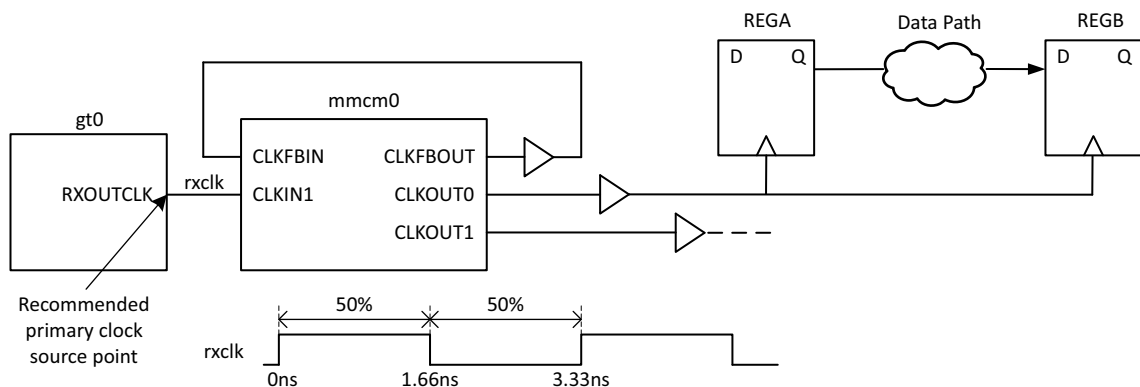 REGA
Data Path
REGB
D
Q
D
Q
mmcm0
gt0
CLKFBIN
CLKFBOUT
RXOUTCLK
rxclk
CLKIN1
CLKOUT0
CLKOUT1
Recommended
primary clock
source point
50%
50%
rxclk
0ns
1.66ns
3.33ns